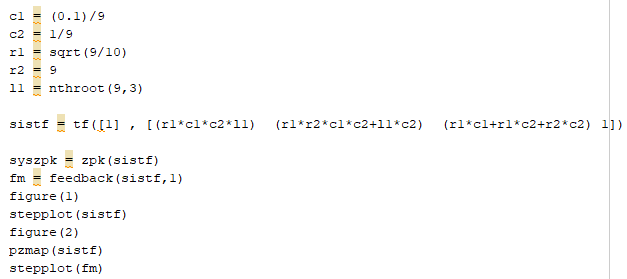 c1 = (0.1)/9
c2 = 1/9
r1 = sqrt(9/10)
r2 = 9
l1 = nthroot(9,3)
sistf = tf([1] , [(r1*c1*c2*l1)  (r1*r2*c1*c2+l1*c2)  (r1*c1+r1*c2+r2*c2) 1])
syszpk = zpk(sistf)
fm = feedback(sistf,1)
figure(1)
stepplot(sistf)
figure(2)
pzmap(sistf)
stepplot(fm)